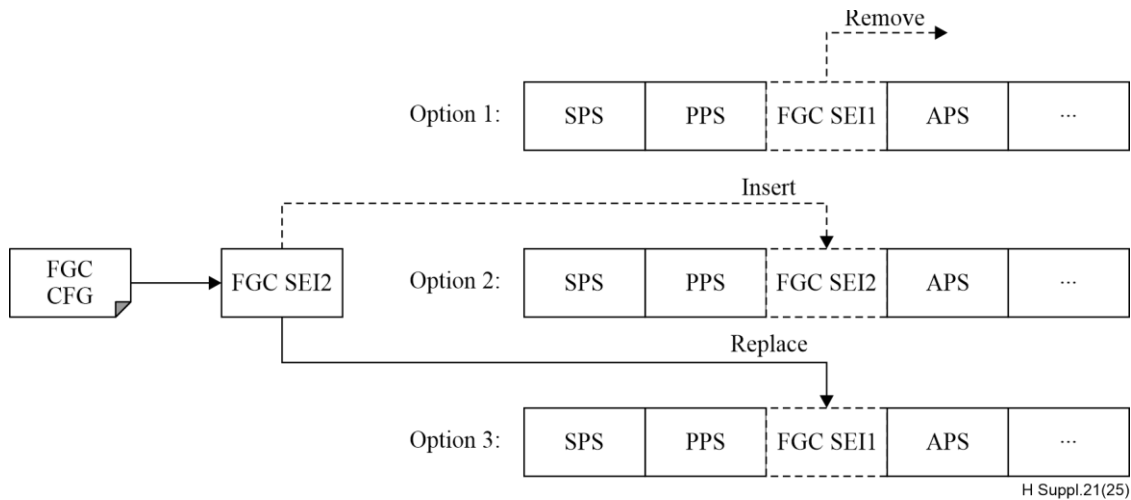 Remove
Option 1: SPS PPS FGC SEI1 APS ...
Insert
FGC
CFG
FGC SEI2
Option 2: SPS PPS FGC SEI2 APS ...
Replace
Option 3: SPS PPS FGC SEI1 APS ...
H Suppl.21(25)